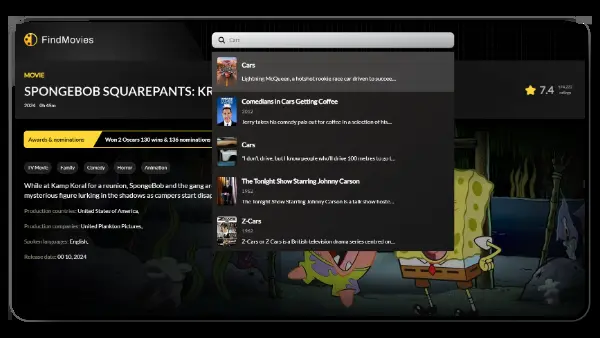 FindMovies
Cars
MOVIE
SPONGEBOB SQUAREPANTS: KR
2024 0h 45m
7.4
ratings
Awards & nominations
Won 2 Oscars 130 wins & 136 nominations
TV Movie
Family
Comedy
Horror
Animation
While at Kamp Koral for a reunion, SpongeBob and the gang are
mysterious figure lurking in the shadows as campers start disap
Production countries: United States of America,
Production companies: United Plankton Pictures,
Spoken languages: English,
Release date: 00 10, 2024
Cars
Lightning McQueen, a hotshot rookie race car driven to succee...
Comedians in Cars Getting Coffee
2012
Jerry takes his comedy pals out for coffee in a selection of his...
Cars
"I don't drive, but I know people who'll drive 100 metres to get...
The Tonight Show Starring Johnny Carson
1962
The Tonight Show Starring Johnny Carson is a talk show hoste...
Z-Cars
1962
Z-Cars or Z Cars is a British television drama series centred on...